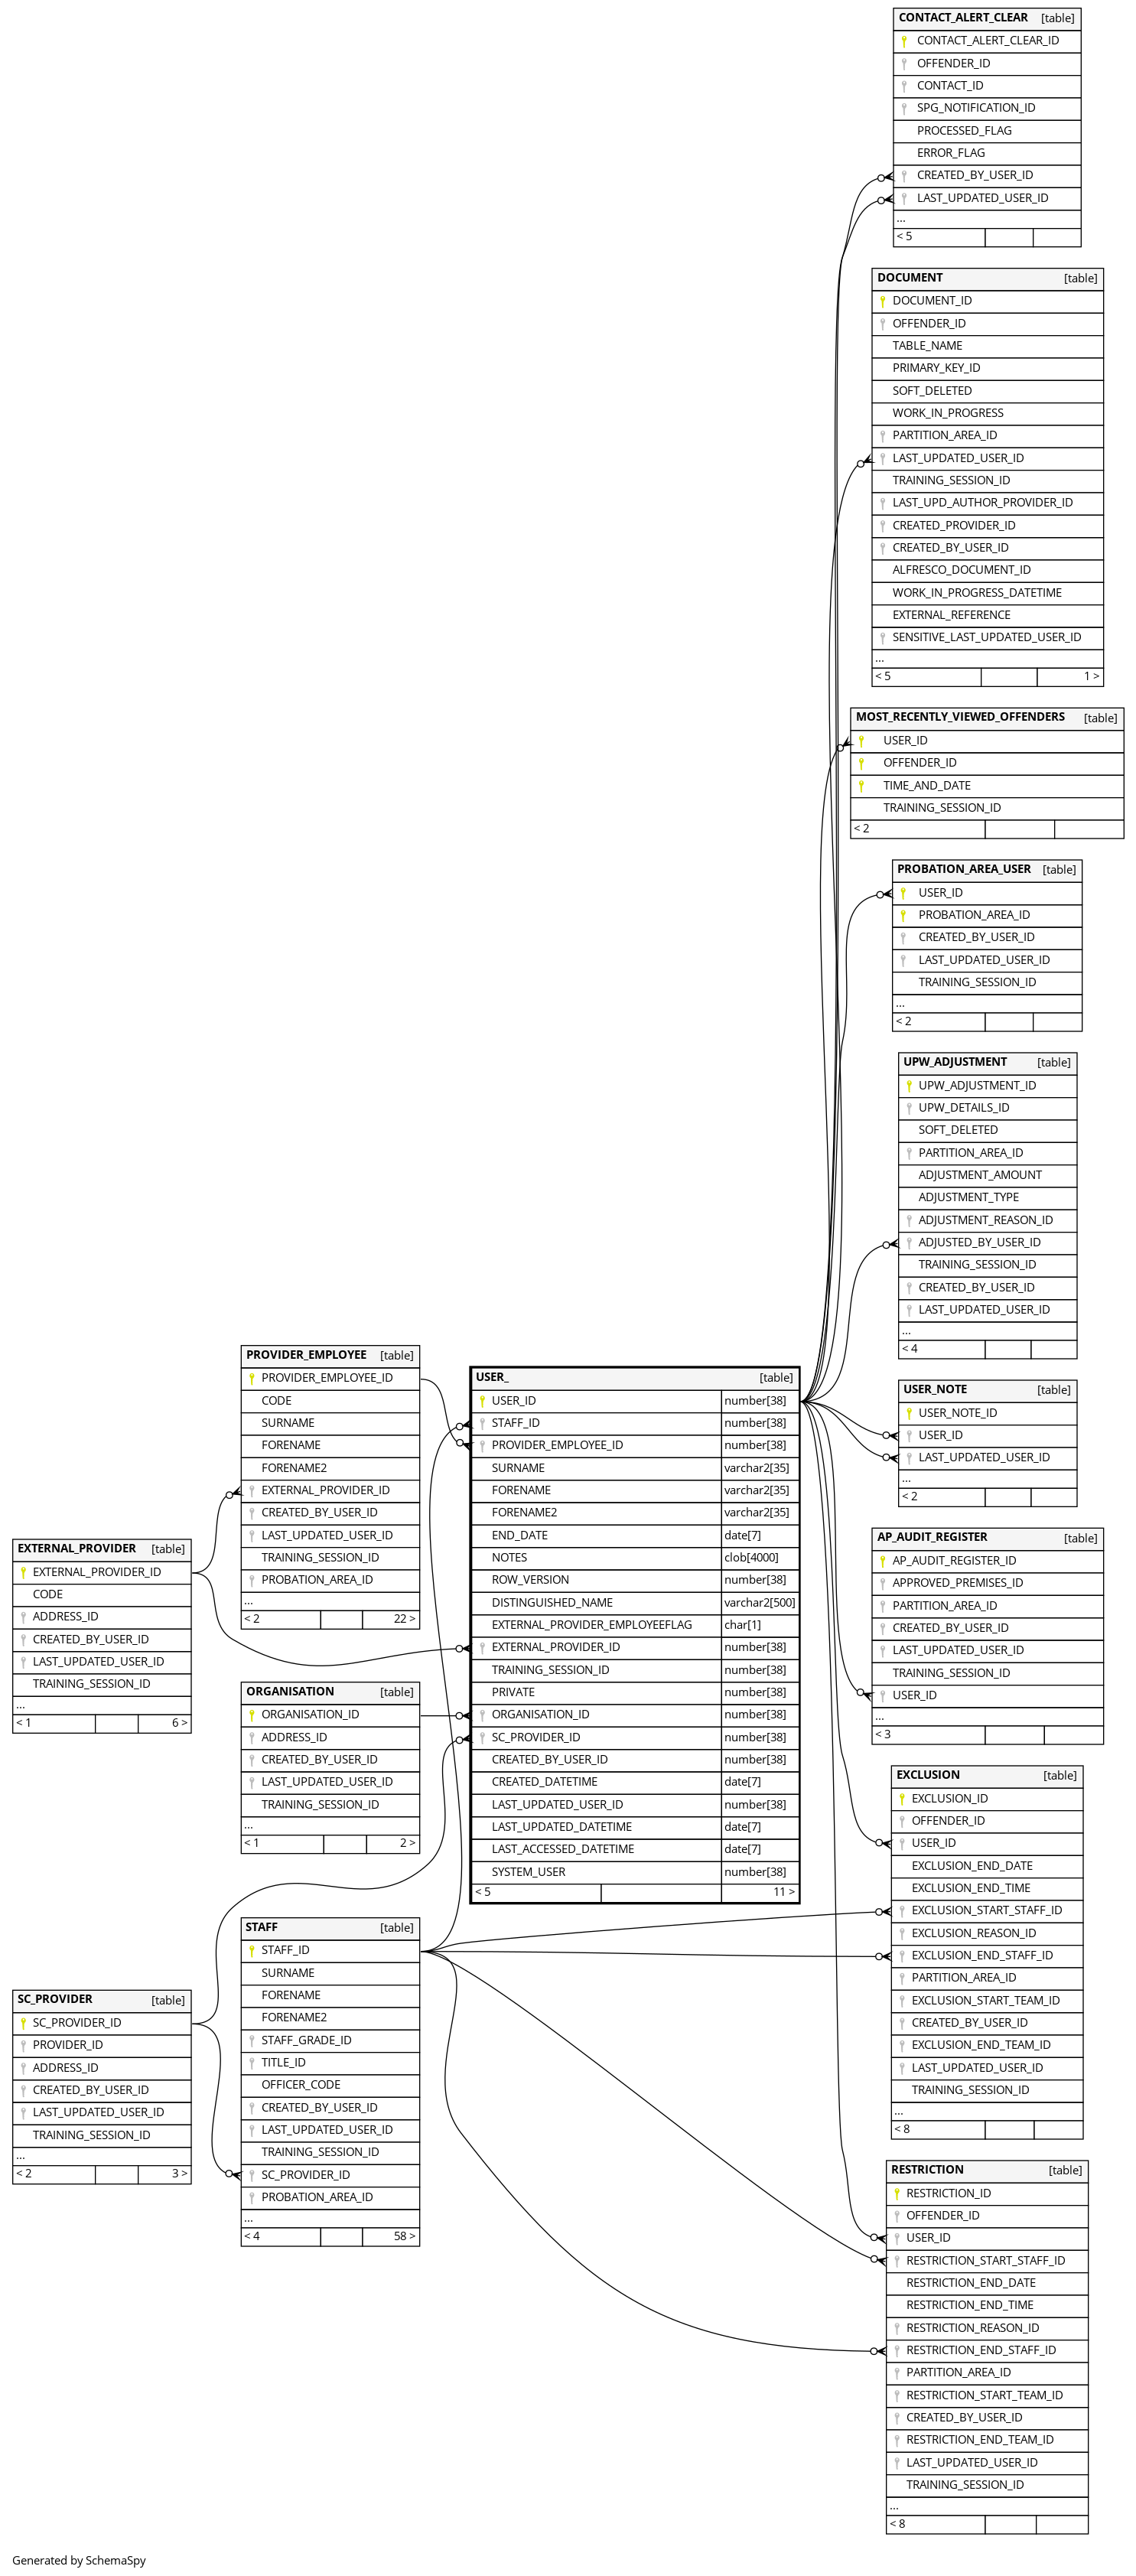 CONTACT_ALERT_CLEAR [table]
CONTACT_ALERT_CLEAR_ID
OFFENDER_ID
CONTACT_ID
SPG_NOTIFICATION_ID
PROCESSED_FLAG
ERROR_FLAG
CREATED_BY_USER_ID
LAST_UPDATED_USER_ID
...
< 5
DOCUMENT [table]
DOCUMENT_ID
OFFENDER_ID
TABLE_NAME
PRIMARY_KEY_ID
SOFT_DELETED
WORK_IN_PROGRESS
PARTITION_AREA_ID
LAST_UPDATED_USER_ID
TRAINING_SESSION_ID
LAST_UPD_AUTHOR_PROVIDER_ID
CREATED_PROVIDER_ID
CREATED_BY_USER_ID
ALFRESCO_DOCUMENT_ID
WORK_IN_PROGRESS_DATETIME
EXTERNAL_REFERENCE
SENSITIVE_LAST_UPDATED_USER_ID
...
< 5 1 >
MOST_RECENTLY_VIEWED_OFFENDERS [table]
USER_ID
OFFENDER_ID
TIME_AND_DATE
TRAINING_SESSION_ID
< 2
PROBATION_AREA_USER [table]
USER_ID
PROBATION_AREA_ID
CREATED_BY_USER_ID
LAST_UPDATED_USER_ID
TRAINING_SESSION_ID
...
< 2
UPW_ADJUSTMENT [table]
UPW_ADJUSTMENT_ID
UPW_DETAILS_ID
SOFT_DELETED
PARTITION_AREA_ID
ADJUSTMENT_AMOUNT
ADJUSTMENT_TYPE
ADJUSTMENT_REASON_ID
ADJUSTED_BY_USER_ID
TRAINING_SESSION_ID
CREATED_BY_USER_ID
LAST_UPDATED_USER_ID
...
< 4
PROVIDER_EMPLOYEE [table]
PROVIDER_EMPLOYEE_ID
CODE
SURNAME
FORENAME
FORENAME2
EXTERNAL_PROVIDER_ID
CREATED_BY_USER_ID
LAST_UPDATED_USER_ID
TRAINING_SESSION_ID
PROBATION_AREA_ID
...
< 2 22 >
USER_ [table]
USER_ID number[38]
STAFF_ID number[38]
PROVIDER_EMPLOYEE_ID number[38]
SURNAME varchar2[35]
FORENAME varchar2[35]
FORENAME2 varchar2[35]
END_DATE date[7]
NOTES clob[4000]
ROW_VERSION number[38]
DISTINGUISHED_NAME varchar2[500]
EXTERNAL_PROVIDER_EMPLOYEEFLAG char[1]
EXTERNAL_PROVIDER_ID number[38]
TRAINING_SESSION_ID number[38]
PRIVATE number[38]
ORGANISATION_ID number[38]
SC_PROVIDER_ID number[38]
CREATED_BY_USER_ID number[38]
CREATED_DATETIME date[7]
LAST_UPDATED_USER_ID number[38]
LAST_UPDATED_DATETIME date[7]
LAST_ACCESSED_DATETIME date[7]
SYSTEM_USER number[38]
< 5 11 >
USER_NOTE [table]
USER_NOTE_ID
USER_ID
LAST_UPDATED_USER_ID
...
< 2
EXTERNAL_PROVIDER [table]
EXTERNAL_PROVIDER_ID
CODE
ADDRESS_ID
CREATED_BY_USER_ID
LAST_UPDATED_USER_ID
TRAINING_SESSION_ID
...
< 1 6 >
AP_AUDIT_REGISTER [table]
AP_AUDIT_REGISTER_ID
APPROVED_PREMISES_ID
PARTITION_AREA_ID
CREATED_BY_USER_ID
LAST_UPDATED_USER_ID
TRAINING_SESSION_ID
USER_ID
...
< 3
ORGANISATION [table]
ORGANISATION_ID
ADDRESS_ID
CREATED_BY_USER_ID
LAST_UPDATED_USER_ID
TRAINING_SESSION_ID
...
< 1 2 >
EXCLUSION [table]
EXCLUSION_ID
OFFENDER_ID
USER_ID
EXCLUSION_END_DATE
EXCLUSION_END_TIME
EXCLUSION_START_STAFF_ID
EXCLUSION_REASON_ID
EXCLUSION_END_STAFF_ID
PARTITION_AREA_ID
EXCLUSION_START_TEAM_ID
CREATED_BY_USER_ID
EXCLUSION_END_TEAM_ID
LAST_UPDATED_USER_ID
TRAINING_SESSION_ID
...
< 8
STAFF [table]
STAFF_ID
SURNAME
FORENAME
FORENAME2
STAFF_GRADE_ID
TITLE_ID
OFFICER_CODE
CREATED_BY_USER_ID
LAST_UPDATED_USER_ID
TRAINING_SESSION_ID
SC_PROVIDER_ID
PROBATION_AREA_ID
...
< 4 58 >
SC_PROVIDER [table]
SC_PROVIDER_ID
PROVIDER_ID
ADDRESS_ID
CREATED_BY_USER_ID
LAST_UPDATED_USER_ID
TRAINING_SESSION_ID
...
< 2 3 >
RESTRICTION [table]
RESTRICTION_ID
OFFENDER_ID
USER_ID
RESTRICTION_START_STAFF_ID
RESTRICTION_END_DATE
RESTRICTION_END_TIME
RESTRICTION_REASON_ID
RESTRICTION_END_STAFF_ID
PARTITION_AREA_ID
RESTRICTION_START_TEAM_ID
CREATED_BY_USER_ID
RESTRICTION_END_TEAM_ID
LAST_UPDATED_USER_ID
TRAINING_SESSION_ID
...
< 8
Generated by SchemaSpy